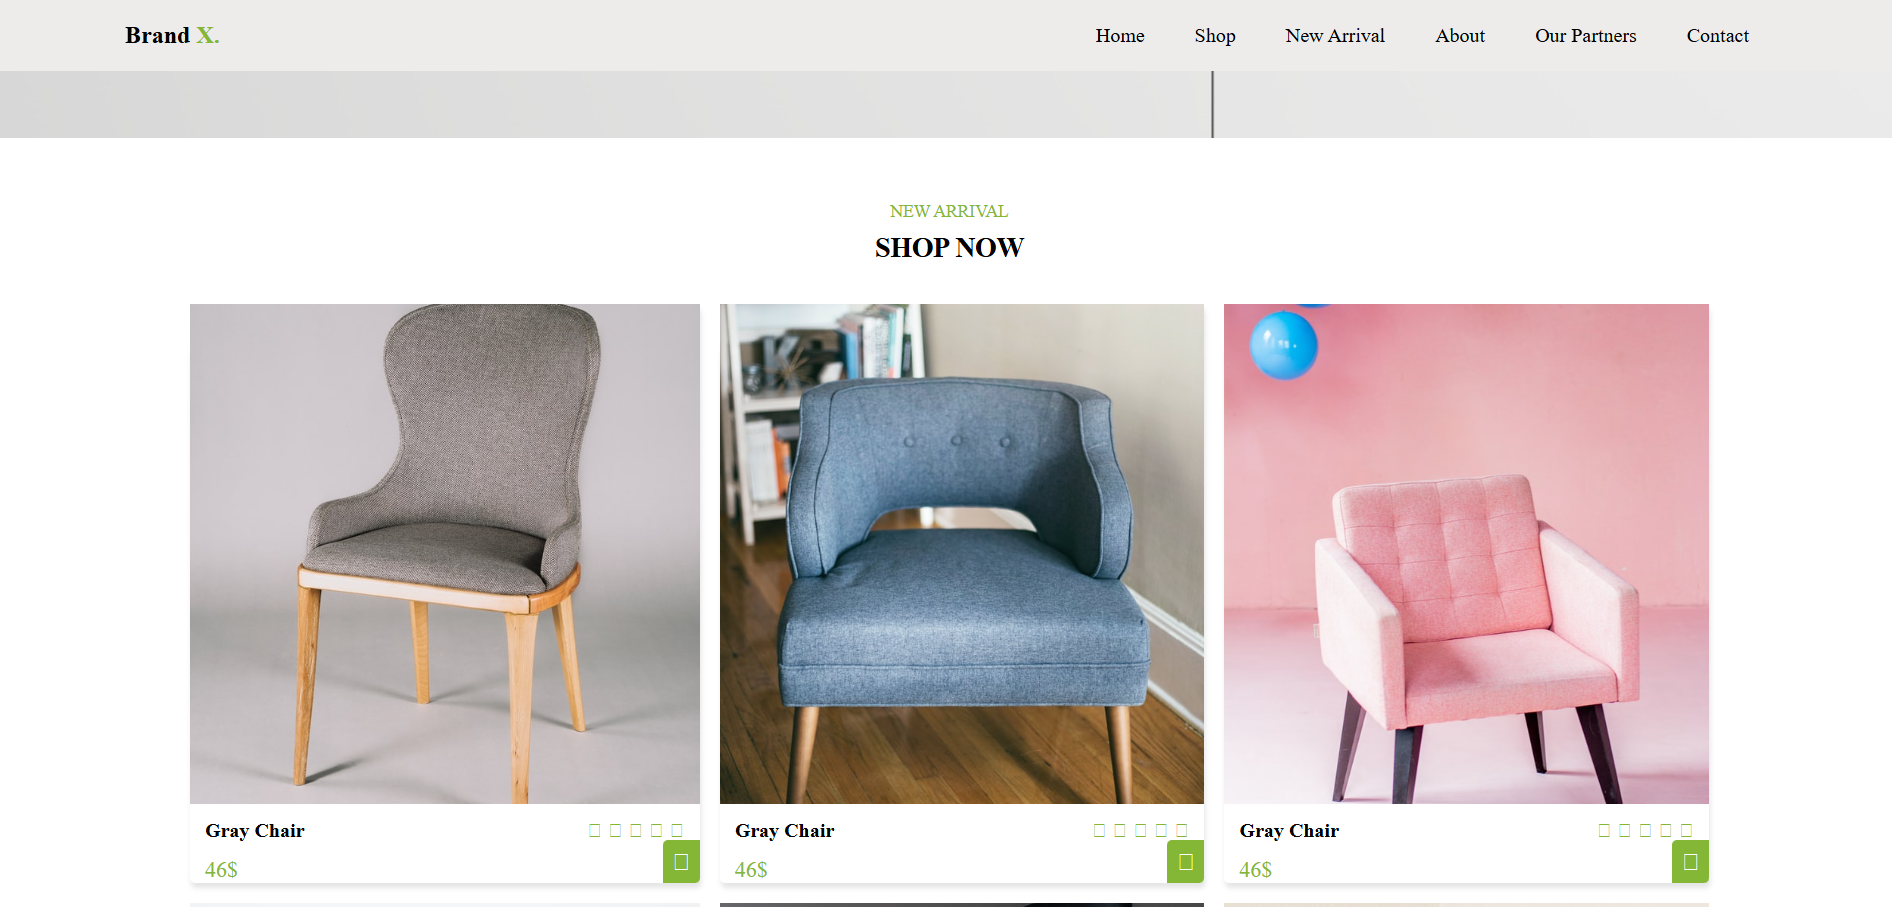 Brand X.
Home Shop New Arrival About Our Partners Contact
NEW ARRIVAL
SHOP NOW
Gray Chair
46$
Gray Chair
46$
Gray Chair
46$